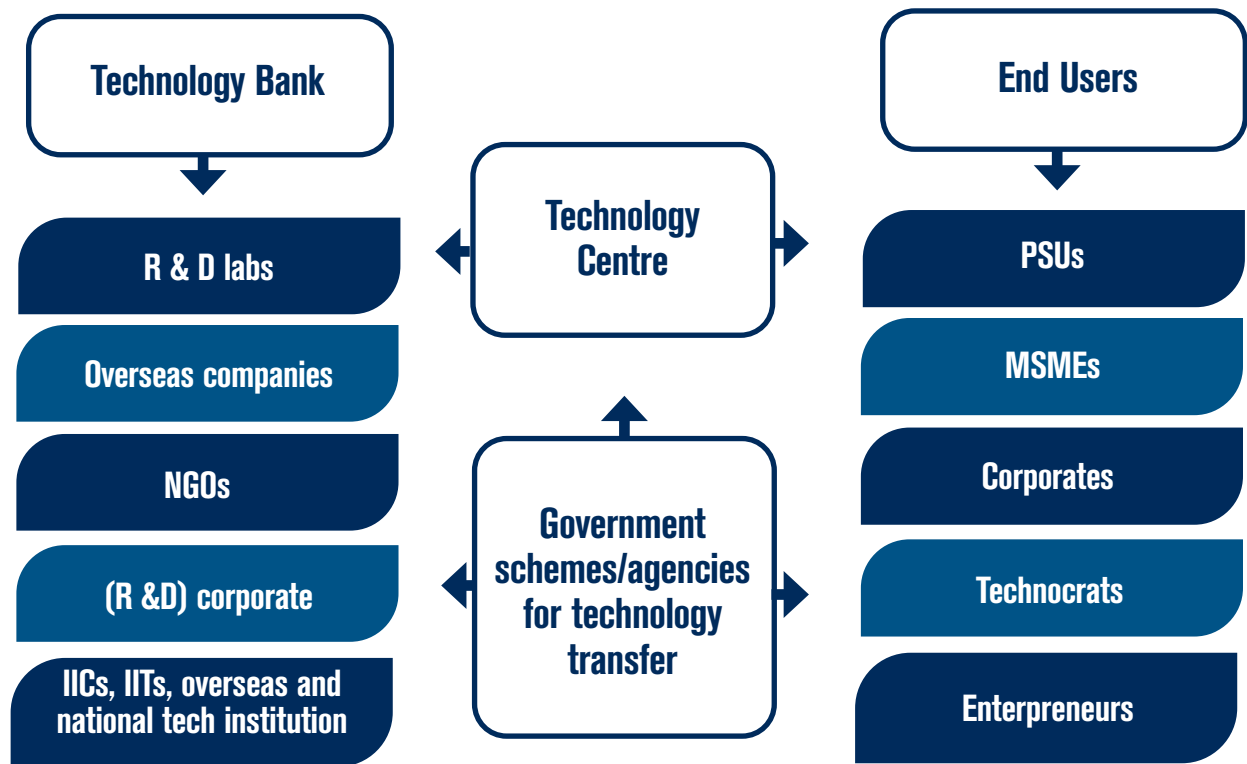 Technology Bank
R & D labs
Overseas companies
NGOs
(R &D) corporate
IICs, IITs, overseas and
national tech institution
Technology
Centre
Government
schemes/agencies
for technology
transfer
End Users
PSUs
MSMEs
Corporates
Technocrats
Enterpreneurs